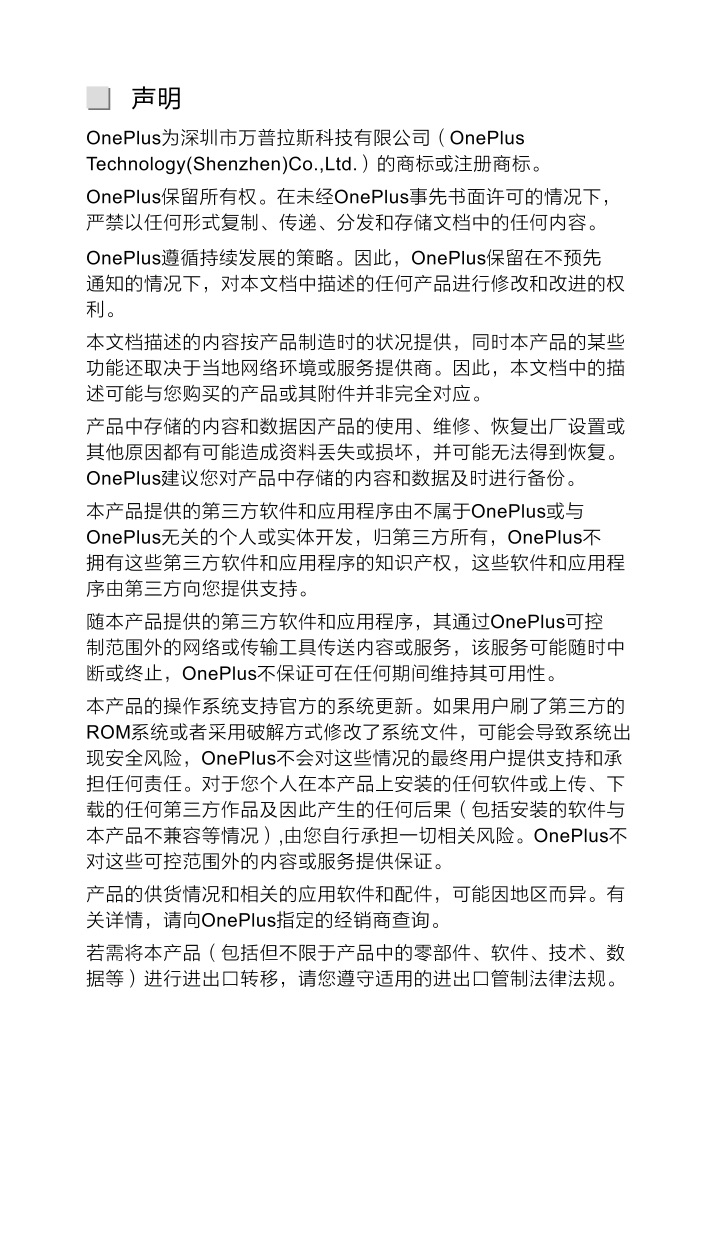 声明
OnePlus为深圳市万普拉斯科技有限公司（OnePlus
Technology(Shenzhen)Co.,Ltd.）的商标或注册商标。
OnePlus保留所有权。在未经OnePlus事先书面许可的情况下，
严禁以任何形式复制、传递、分发和存储文档中的任何内容。
OnePlus遵循持续发展的策略。因此，OnePlus保留在不预先
通知的情况下，对本文档中描述的任何产品进行修改和改进的权
利。
本文档描述的内容按产品制造时的状况提供，同时本产品的某些
功能还取决于当地网络环境或服务提供商。因此，本文档中的描
述可能与您购买的产品或其附件并非完全对应。
产品中存储的内容和数据因产品的使用、维修、恢复出厂设置或
其他原因都有可能造成资料丢失或损坏，并可能无法得到恢复。
OnePlus建议您对产品中存储的内容和数据及时进行备份。
本产品提供的第三方软件和应用程序由不属于OnePlus或与
OnePlus无关的个人或实体开发，归第三方所有，OnePlus不
拥有这些第三方软件和应用程序的知识产权，这些软件和应用程
序由第三方向您提供支持。
随本产品提供的第三方软件和应用程序，其通过OnePlus可控
制范围外的网络或传输工具传送内容或服务，该服务可能随时中
断或终止，OnePlus不保证可在任何期间维持其可用性。
本产品的操作系统支持官方的系统更新。如果用户刷了第三方的
ROM系统或者采用破解方式修改了系统文件，可能会导致系统出
现安全风险，OnePlus不会对这些情况的最终用户提供支持和承
担任何责任。对于您个人在本产品上安装的任何软件或上传、下
载的任何第三方作品及因此产生的任何后果（包括安装的软件与
本产品不兼容等情况）,由您自行承担一切相关风险。OnePlus不
对这些可控范围外的内容或服务提供保证。
产品的供货情况和相关的应用软件和配件，可能因地区而异。有
关详情，请向OnePlus指定的经销商查询。
若需将本产品（包括但不限于产品中的零部件、软件、技术、数
据等）进行进出口转移，请您遵守适用的进出口管制法律法规。